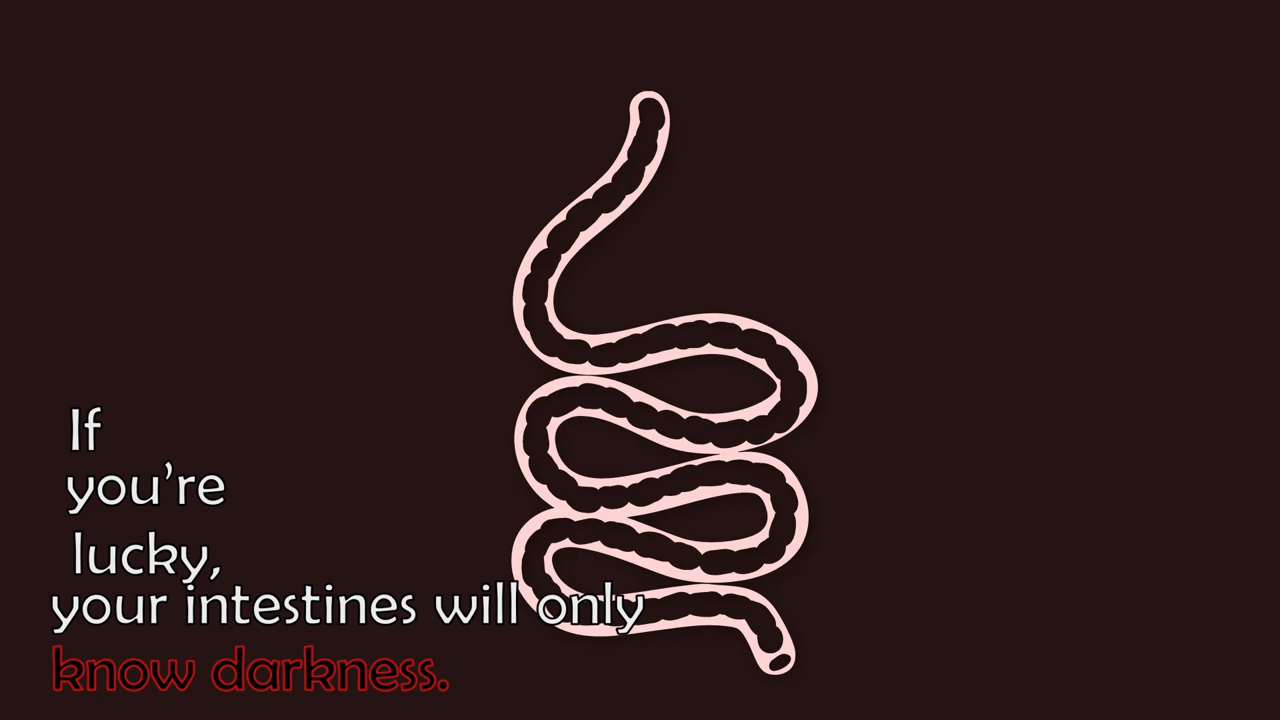 If
you’re
lucky,
your intestines will only
know darkness.